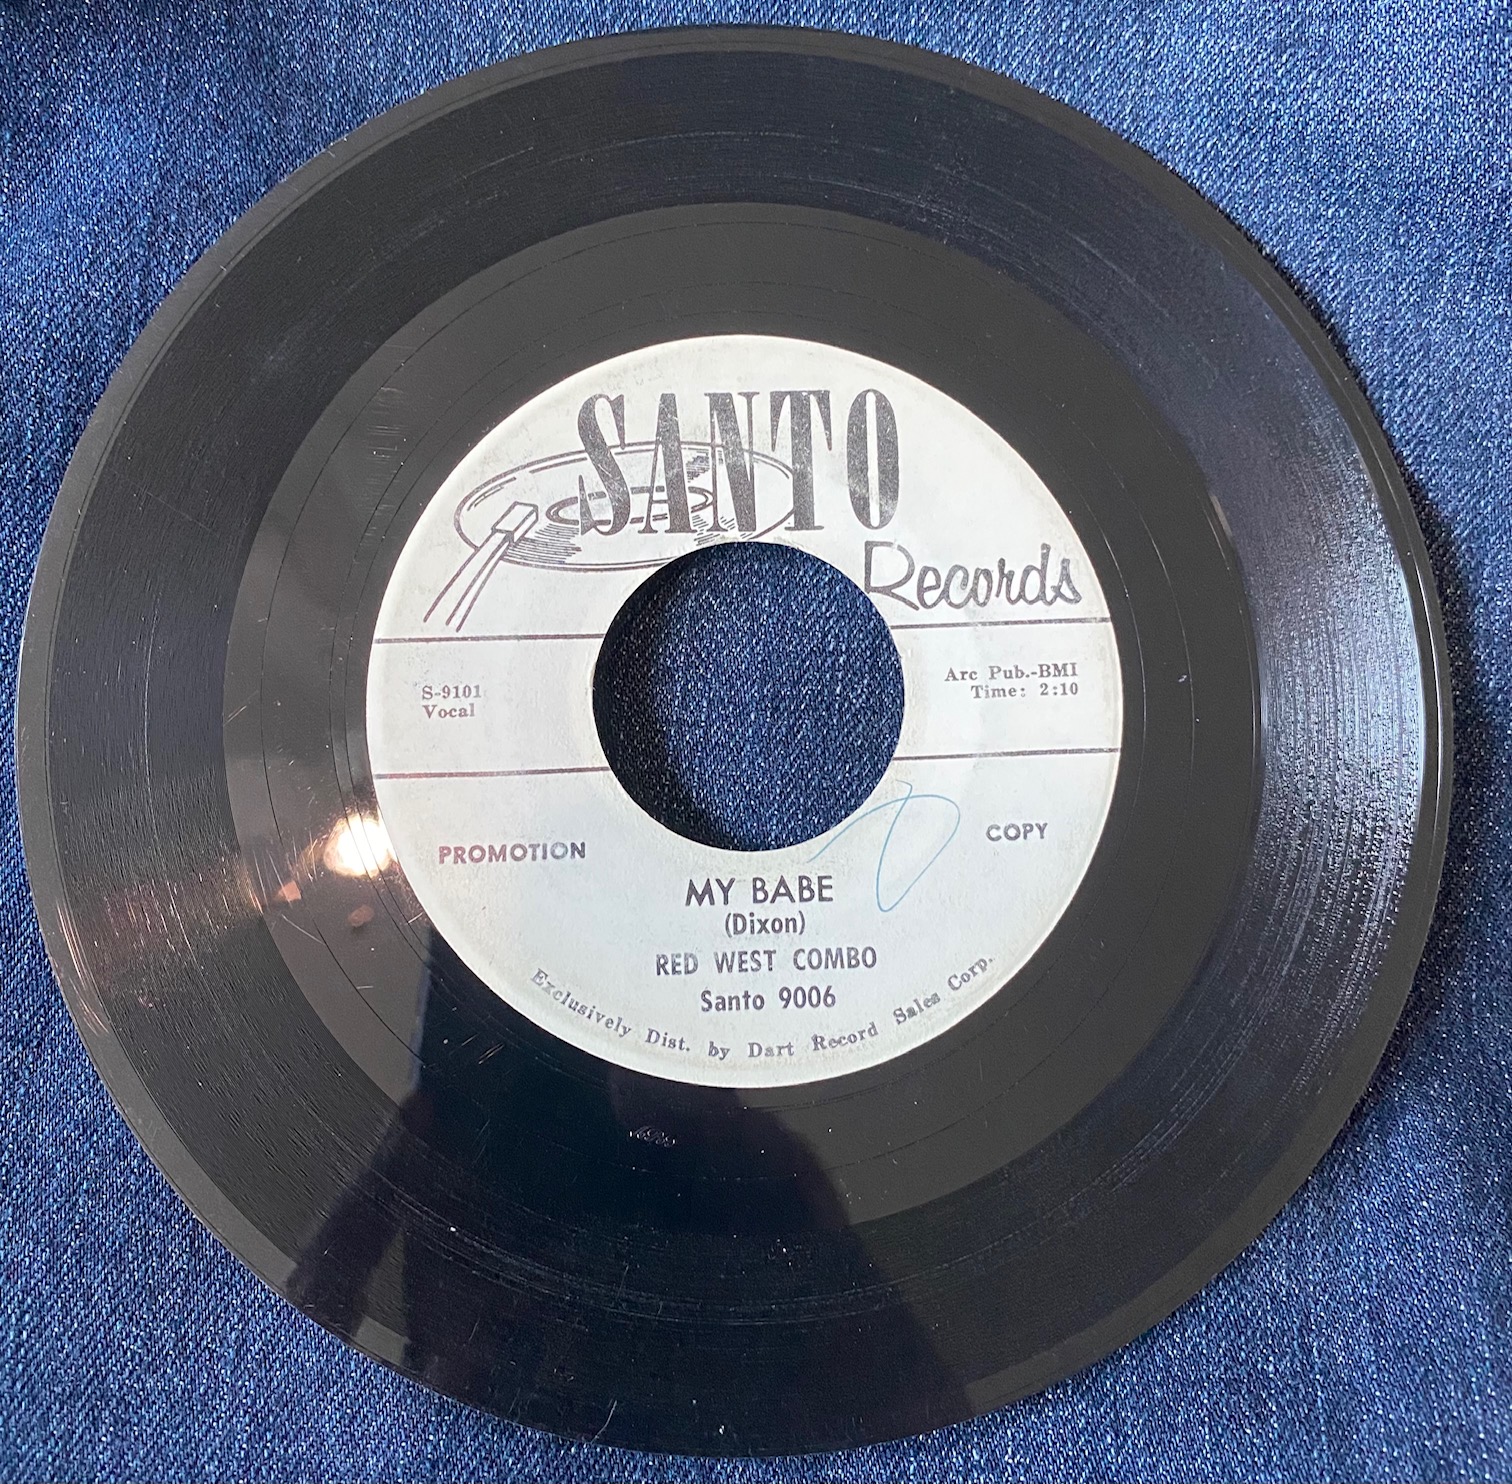 SANTO
Records
S-9101
Vocal
Arc Pub.-BMI
Time: 2:10
PROMOTION
COPY
MY BABE
(Dixon)
RED WEST COMBO
Santo 9006
Exclusively Dist. by Dart Record Sales Corp.